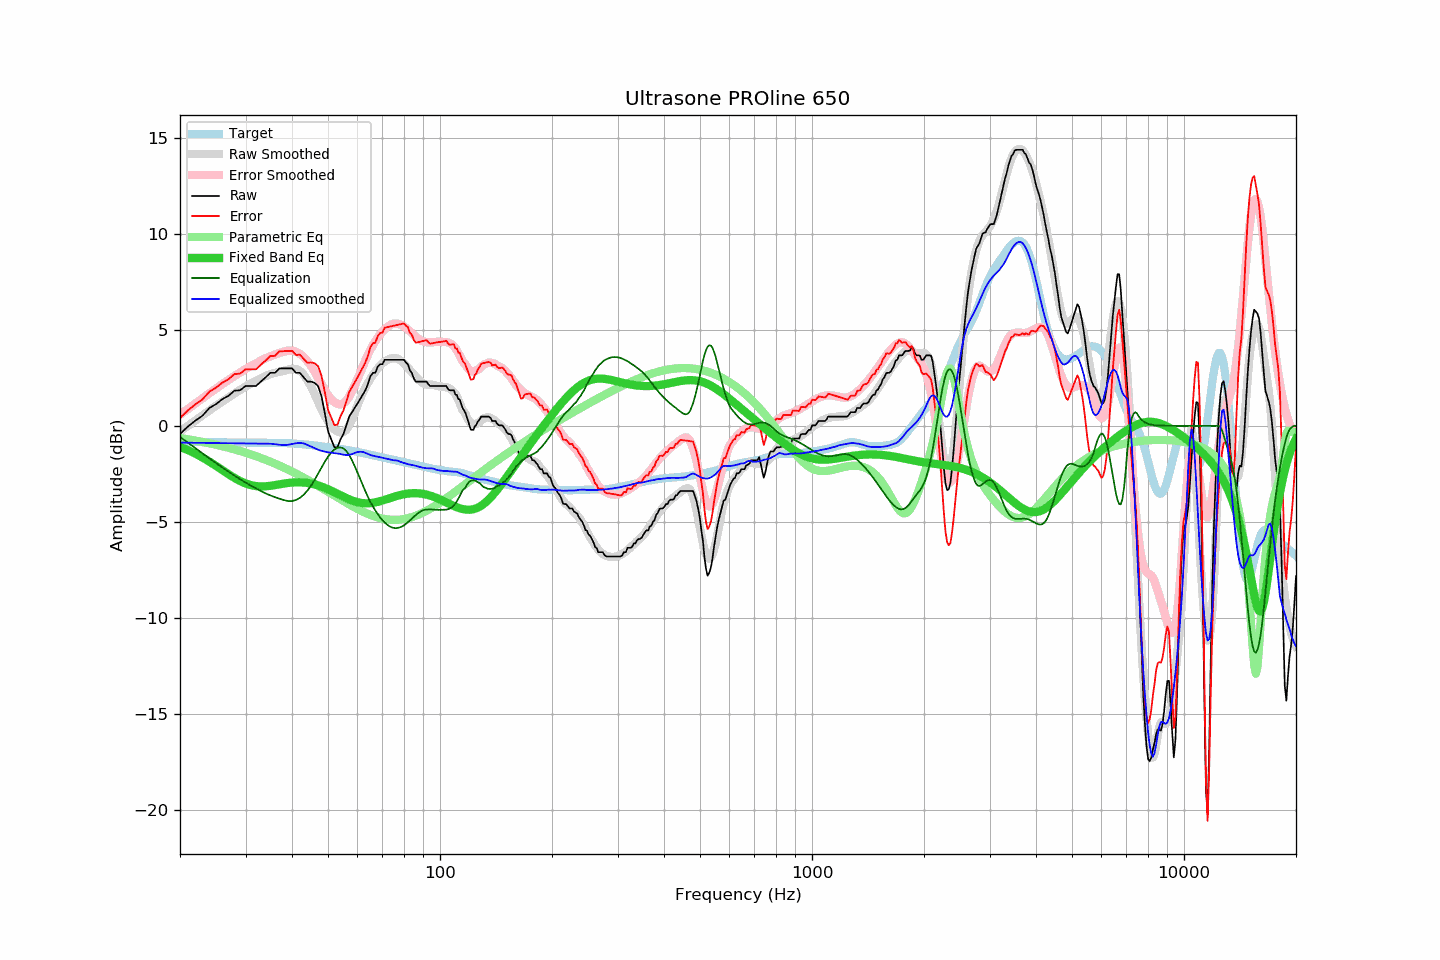 Ultrasone PROline 650
Target
Raw Smoothed
Error Smoothed
Raw
Error
Parametric Eq
Fixed Band Eq
Equalization
Equalized smoothed
15
10
5
0
−5
−10
−15
−20
Amplitude (dBr)
100
1000
10000
Frequency (Hz)